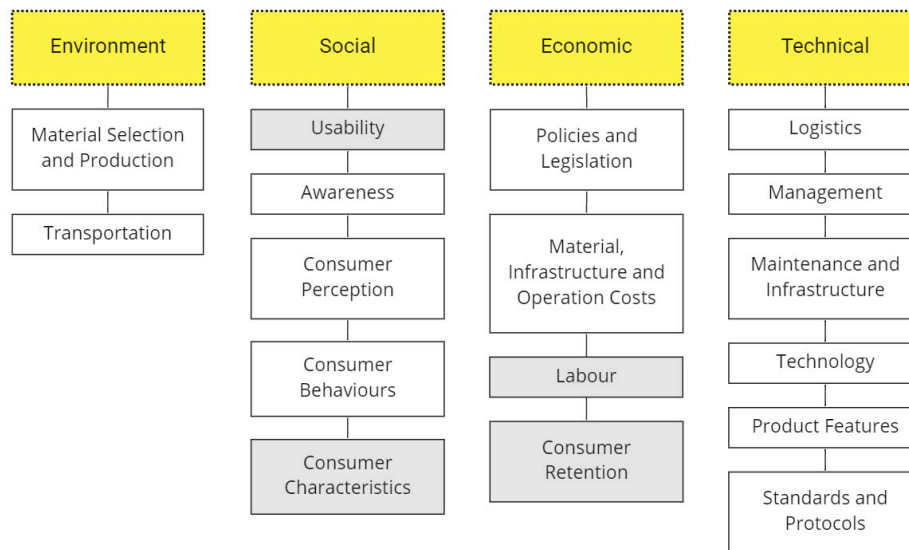 Environment
Material Selection
and Production
Transportation
Social
Usability
Awareness
Consumer
Perception
Consumer
Behaviours
Consumer
Characteristics
Economic
Policies and
Legislation
Material,
Infrastructure and
Operation Costs
Labour
Consumer
Retention
Technical
Logistics
Management
Maintenance and
Infrastructure
Technology
Product Features
Standards and
Protocols